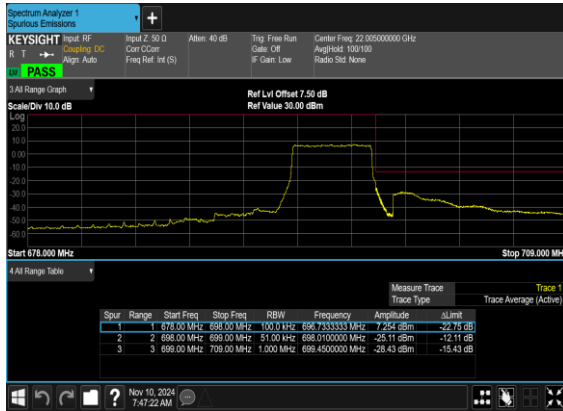 Spectrum Analyzer 1
Spurious Emissions
+
KEYSIGHT Input: RF Input Z: 50 Ω Atten: 40 dB Trig: Free Run Center Freq: 22.005000000 GHz
R T Coupling: DC Corr CCorr Gate: Off Avg|Hold: 100/100
Align: Auto Freq Ref: Int (S) IF Gain: Low Radio Std: None
PASS
3 All Range Graph
Ref Lvl Offset 7.50 dB
Scale/Div 10.0 dB Ref Value 30.00 dBm
Log
20.0
10.0
0.00
-10.0
-20.0
-30.0
-40.0
-50.0
-60.0
Start 678.000 MHz Stop 709.000 MH
4 All Range Table
Measure Trace Trace 1
Trace Type Trace Average (Active)
Spur Range Start Freq Stop Freq RBW Frequency Amplitude ΔLimit
1 1 678.00 MHz 698.00 MHz 100.0 kHz 696.7333333 MHz 7.254 dBm -22.75 dB
2 2 698.00 MHz 699.00 MHz 51.00 kHz 698.0100000 MHz -25.11 dBm -12.11 dB
3 3 699.00 MHz 709.00 MHz 1.000 MHz 699.4500000 MHz -28.43 dBm -15.43 dB
? Nov 10, 2024
7:47:22 AM